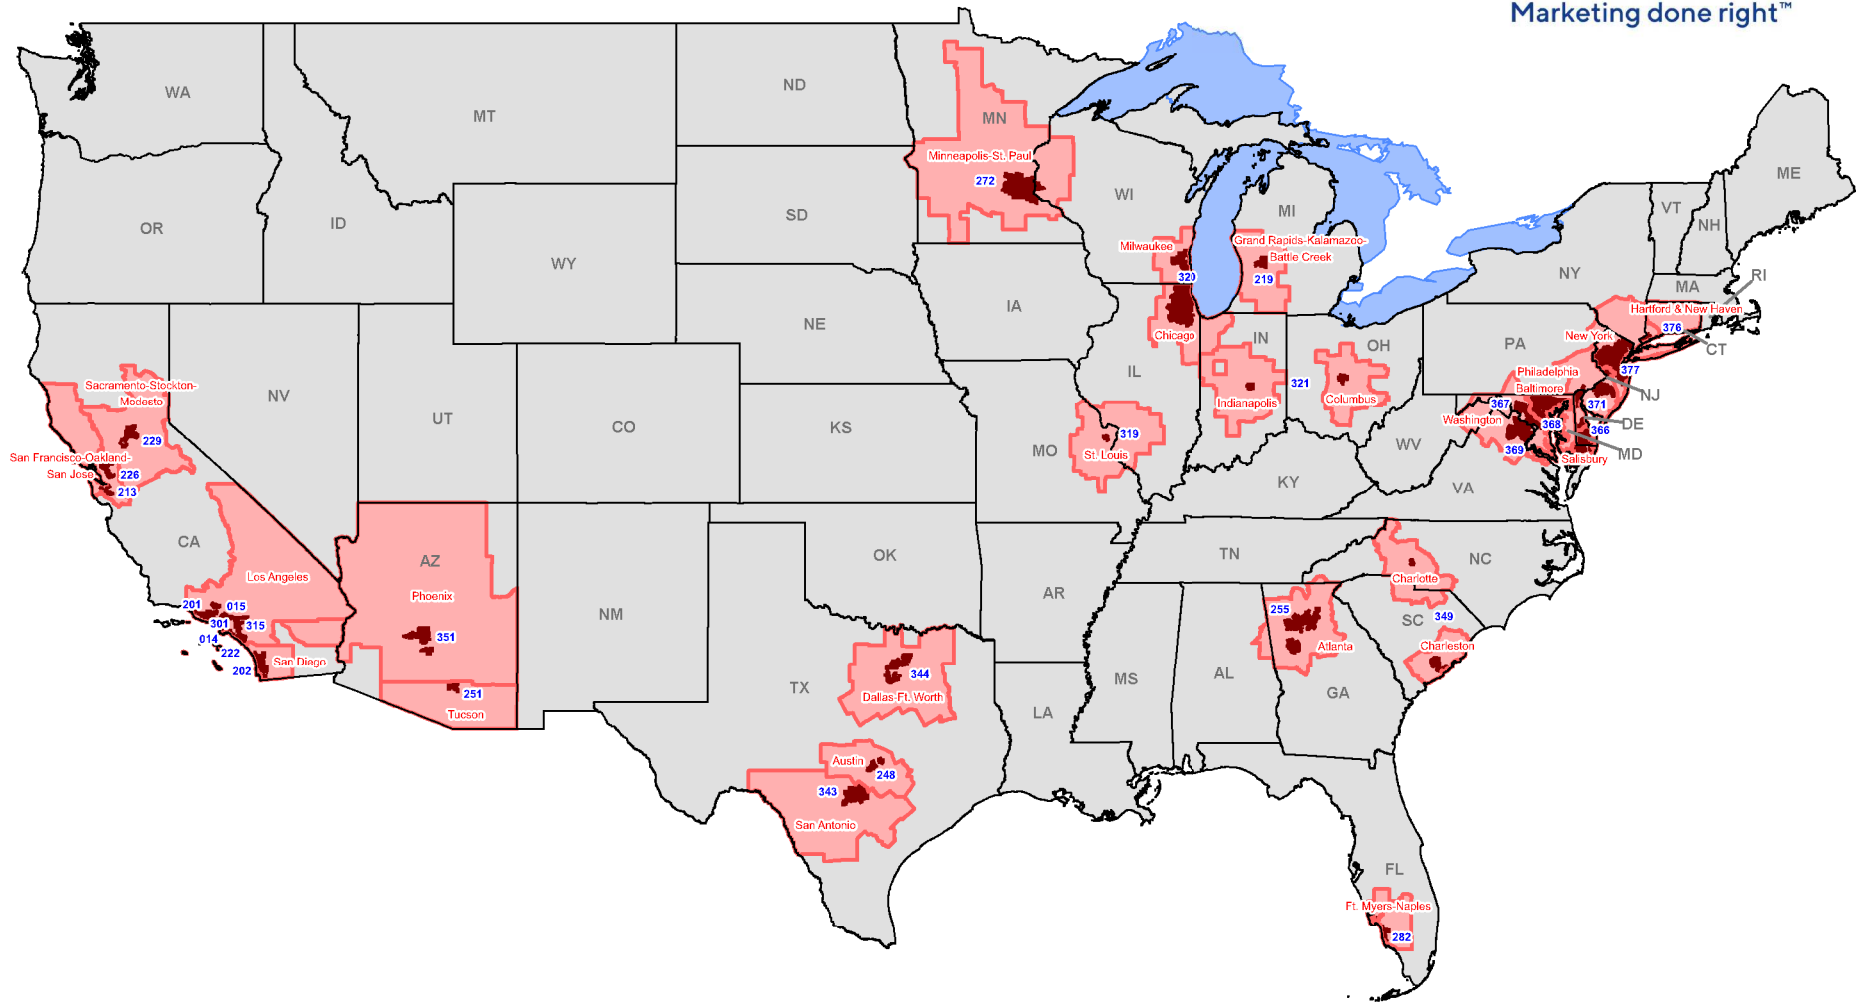 Marketing done right™
WA
MT
ND
MN
Minneapolis-St. Paul
272
OR
ID
WY
SD
WI
MI
ME
VT
NH
NY
MA
RI
Milwaukee
320
Grand Rapids-Kalamazoo-
Battle Creek
219
Hartford & New Haven
376
CT
New York
377
IA
NE
Chicago
IN
OH
PA
Philadelphia
Baltimore
NJ
371
DE
366
MD
367
368
Washington
369
Salisbury
IL
321
Indianapolis
Columbus
Sacramento-Stockton-
Modesto
229
NV
UT
CO
KS
MO
319
St. Louis
WV
VA
KY
San Francisco-Oakland-
San Jose
226
213
CA
Los Angeles
201
015
301
315
014
222
202
San Diego
AZ
Phoenix
351
251
Tucson
NM
OK
AR
TN
NC
Charlotte
349
SC
Charleston
255
Atlanta
TX
344
Dallas-Ft. Worth
LA
MS
AL
GA
Austin
248
343
San Antonio
FL
Ft. Myers-Naples
282